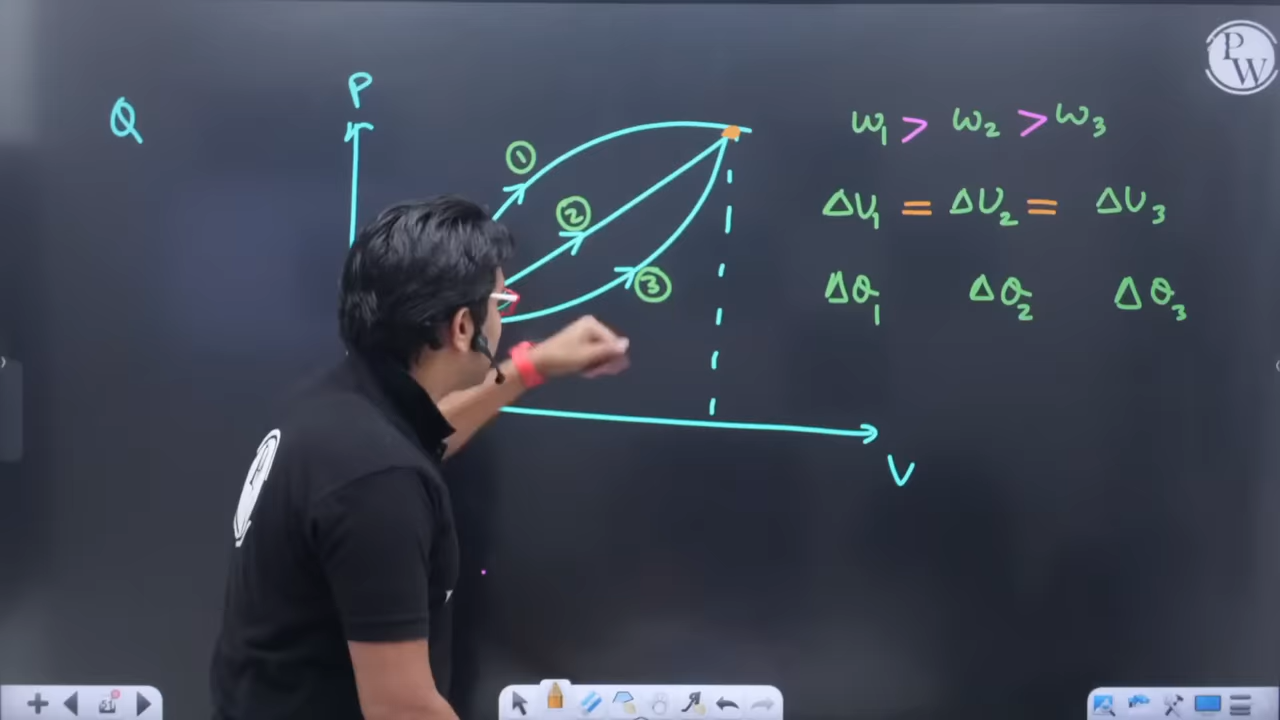 Q
P
①
②
③
V
W₁ > W₂ > W₃
ΔU₁ = ΔU₂ = ΔU₃
ΔQ₁ ΔQ₂ ΔQ₃
PW